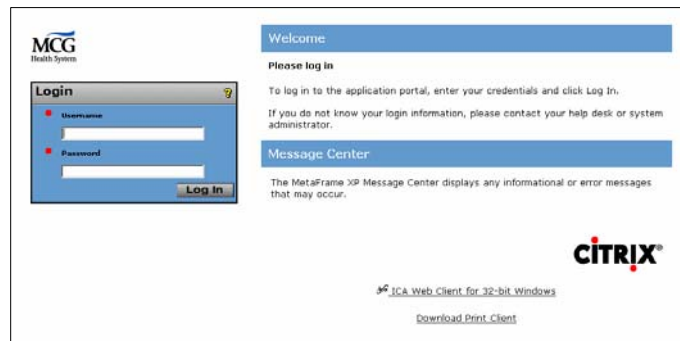 MCG
Health System
Login
?
Username
Password
Log In
Welcome
Please log in
To log in to the application portal, enter your credentials and click Log In.
If you do not know your login information, please contact your help desk or system
administrator.
Message Center
The MetaFrame XP Message Center displays any informational or error messages
that may occur.
CITRIX®
ICA Web Client for 32-bit Windows
Download Print Client